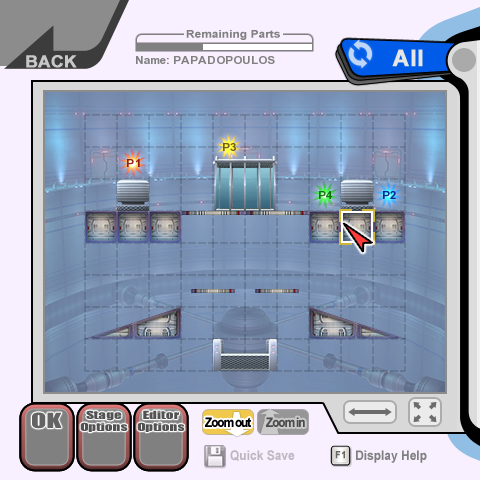 BACK
Remaining Parts
Name: PAPADOPOULOS
All
P3
P1
P4
P2
OK
Stage
Options
Editor
Options
Zoom out
Zoom in
Quick Save
F1
Display Help